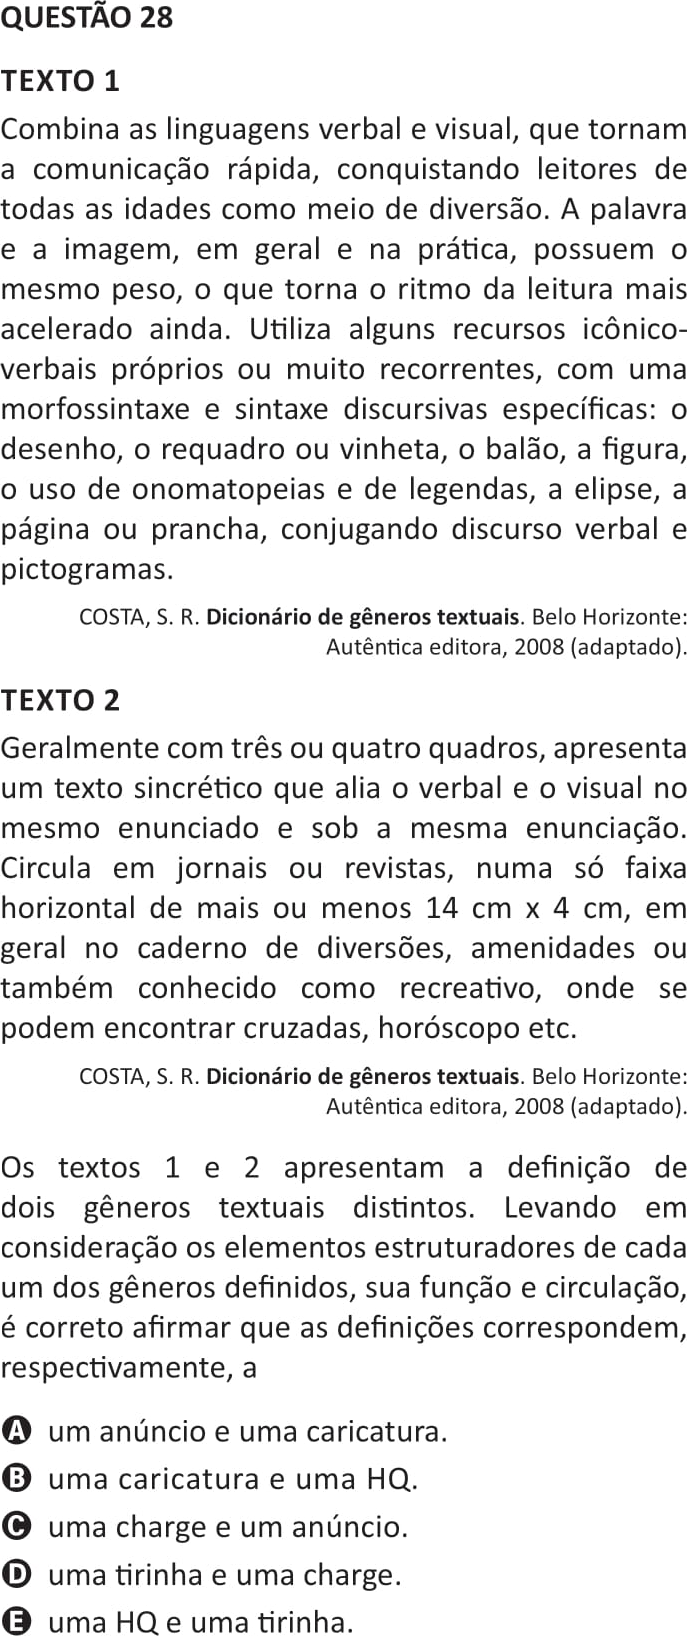 QUESTÃO 28
TEXTO 1
Combina as linguagens verbal e visual, que tornam
a comunicação rápida, conquistando leitores de
todas as idades como meio de diversão. A palavra
e a imagem, em geral e na prática, possuem o
mesmo peso, o que torna o ritmo da leitura mais
acelerado ainda. Utiliza alguns recursos icônico-
verbais próprios ou muito recorrentes, com uma
morfossintaxe e sintaxe discursivas específicas: o
desenho, o requadro ou vinheta, o balão, a figura,
o uso de onomatopeias e de legendas, a elipse, a
página ou prancha, conjugando discurso verbal e
pictogramas.
COSTA, S. R. Dicionário de gêneros textuais. Belo Horizonte:
Autêntica editora, 2008 (adaptado).
TEXTO 2
Geralmente com três ou quatro quadros, apresenta
um texto sincrético que alia o verbal e o visual no
mesmo enunciado e sob a mesma enunciação.
Circula em jornais ou revistas, numa só faixa
horizontal de mais ou menos 14 cm x 4 cm, em
geral no caderno de diversões, amenidades ou
também conhecido como recreativo, onde se
podem encontrar cruzadas, horóscopo etc.
COSTA, S. R. Dicionário de gêneros textuais. Belo Horizonte:
Autêntica editora, 2008 (adaptado).
Os textos 1 e 2 apresentam a definição de
dois gêneros textuais distintos. Levando em
consideração os elementos estruturadores de cada
um dos gêneros definidos, sua função e circulação,
é correto afirmar que as definições correspondem,
respectivamente, a
A um anúncio e uma caricatura.
B uma caricatura e uma HQ.
C uma charge e um anúncio.
D uma tirinha e uma charge.
E uma HQ e uma tirinha.